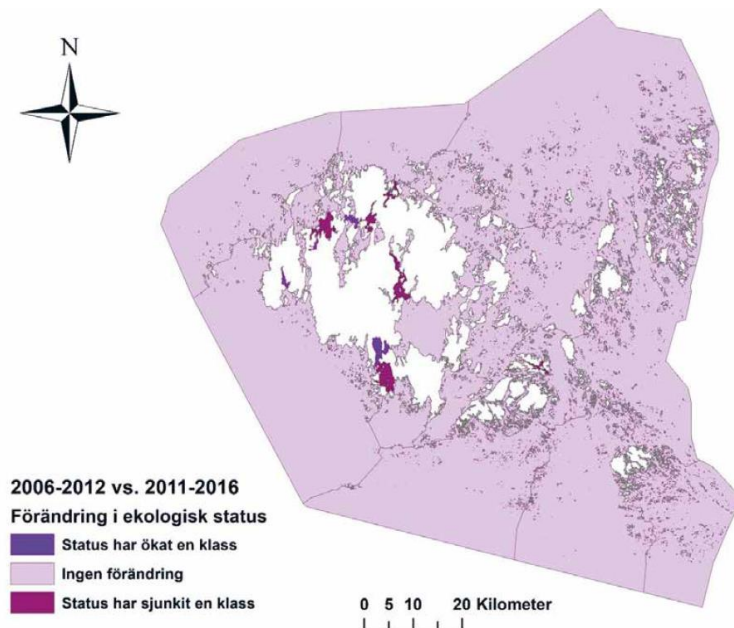 N
2006-2012 vs. 2011-2016
Förändring i ekologisk status
Status har ökat en klass
Ingen förändring
Status har sjunkit en klass
0 5 10 20 Kilometer